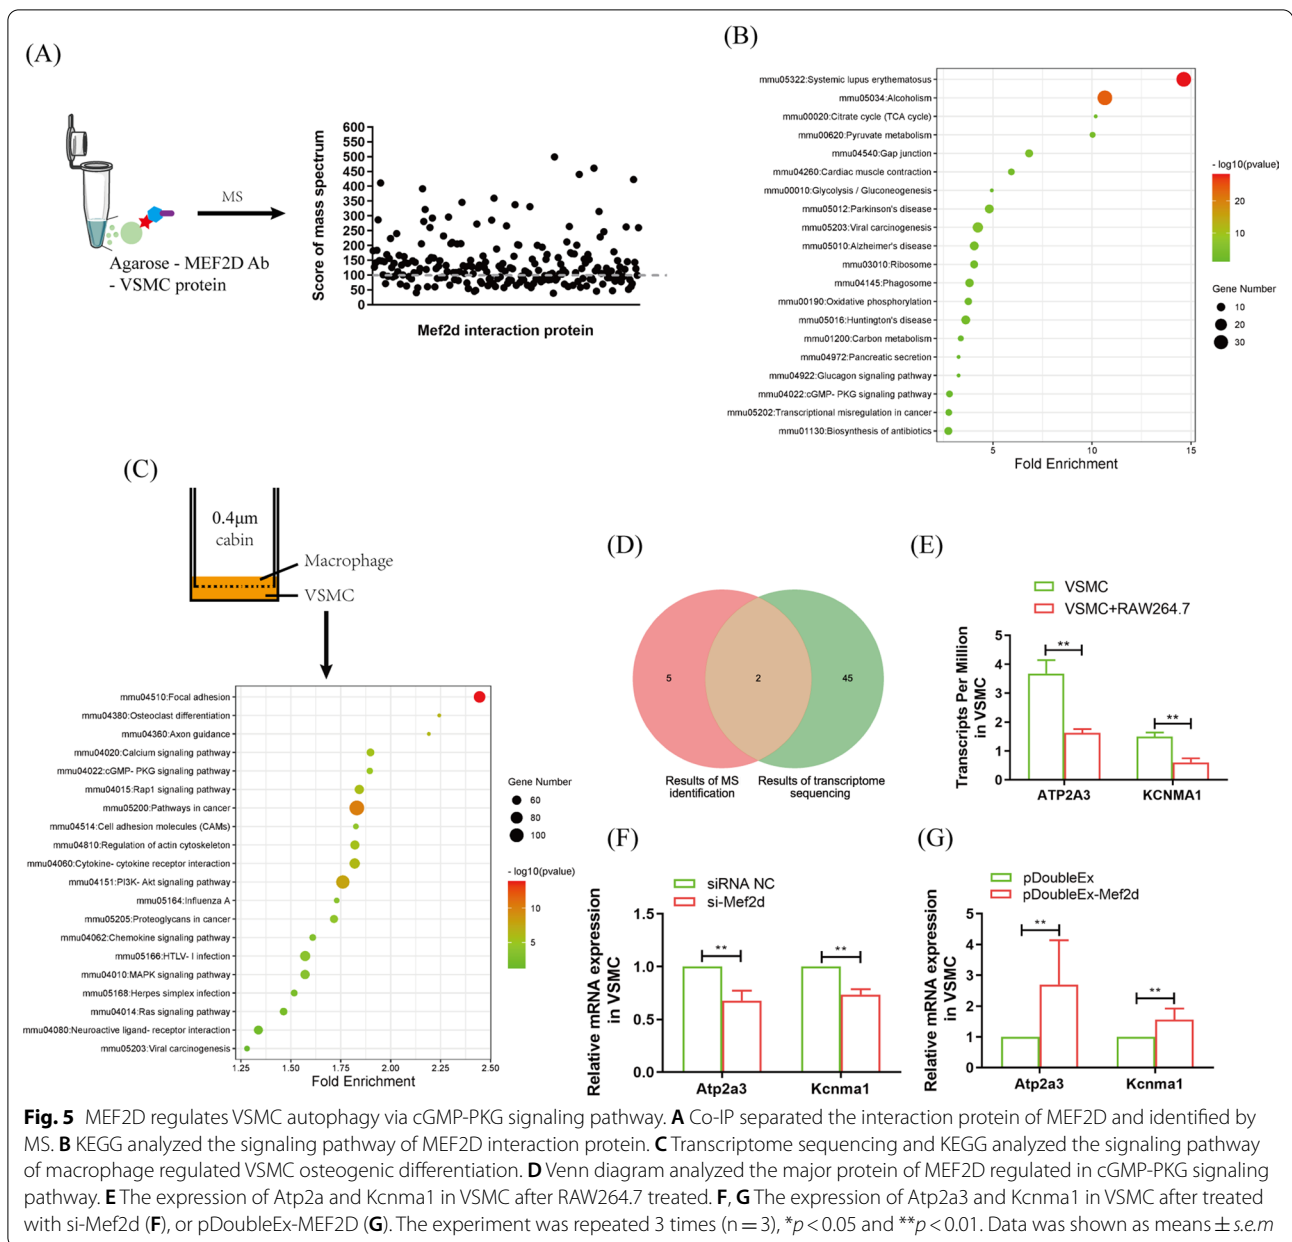 (A)
MS
Agarose - MEF2D Ab
- VSMC protein
Score of mass spectrum
600
550
500
450
400
350
300
250
200
150
100
50
0
Mef2d interaction protein
(B)
mmu05322:Systemic lupus erythematosus
mmu05034:Alcoholism
mmu00020:Citrate cycle (TCA cycle)
mmu00620:Pyruvate metabolism
mmu04540:Gap junction
mmu04260:Cardiac muscle contraction
mmu00010:Glycolysis / Gluconeogenesis
mmu05012:Parkinson's disease
mmu05203:Viral carcinogenesis
mmu05010:Alzheimer's disease
mmu03010:Ribosome
mmu04145:Phagosome
mmu00190:Oxidative phosphorylation
mmu05016:Huntington's disease
mmu01200:Carbon metabolism
mmu04972:Pancreatic secretion
mmu04922:Glucagon signaling pathway
mmu04022:cGMP- PKG signaling pathway
mmu05202:Transcriptional misregulation in cancer
mmu01130:Biosynthesis of antibiotics
5 10 15
Fold Enrichment
- log10(pvalue)
20
10
Gene Number
10
20
30
(C)
0.4μm
cabin
Macrophage
VSMC
mmu04510:Focal adhesion
mmu04380:Osteoclast differentiation
mmu04360:Axon guidance
mmu04020:Calcium signaling pathway
mmu04022:cGMP- PKG signaling pathway
mmu04015:Rap1 signaling pathway
mmu05200:Pathways in cancer
mmu04514:Cell adhesion molecules (CAMs)
mmu04810:Regulation of actin cytoskeleton
mmu04060:Cytokine- cytokine receptor interaction
mmu04151:PI3K- Akt signaling pathway
mmu05164:Influenza A
mmu05205:Proteoglycans in cancer
mmu04062:Chemokine signaling pathway
mmu05166:HTLV- I infection
mmu04010:MAPK signaling pathway
mmu05168:Herpes simplex infection
mmu04014:Ras signaling pathway
mmu04080:Neuroactive ligand- receptor interaction
mmu05203:Viral carcinogenesis
1.25 1.50 1.75 2.00 2.25 2.50
Fold Enrichment
Gene Number
60
80
100
- log10(pvalue)
10
5
(D)
5 2 45
Results of MS
identification
Results of transcriptome
sequencing
(E)
VSMC
VSMC+RAW264.7
Transcripts Per Million
in VSMC
5
4
3
2
1
0
**
**
ATP2A3 KCNMA1
(F)
siRNA NC
si-Mef2d
Relative mRNA expression
in VSMC
1.5
1.0
0.5
0.0
**
**
Atp2a3 Kcnma1
(G)
pDoubleEx
pDoubleEx-Mef2d
Relative mRNA expression
in VSMC
5
4
3
2
1
0
**
**
Atp2a3 Kcnma1
Fig. 5 MEF2D regulates VSMC autophagy via cGMP-PKG signaling pathway. A Co-IP separated the interaction protein of MEF2D and identified by
MS. B KEGG analyzed the signaling pathway of MEF2D interaction protein. C Transcriptome sequencing and KEGG analyzed the signaling pathway
of macrophage regulated VSMC osteogenic differentiation. D Venn diagram analyzed the major protein of MEF2D regulated in cGMP-PKG signaling
pathway. E The expression of Atp2a and Kcnma1 in VSMC after RAW264.7 treated. F, G The expression of Atp2a3 and Kcnma1 in VSMC after treated
with si-Mef2d (F), or pDoubleEx-MEF2D (G). The experiment was repeated 3 times (n = 3), *p < 0.05 and **p < 0.01. Data was shown as means ± s.e.m